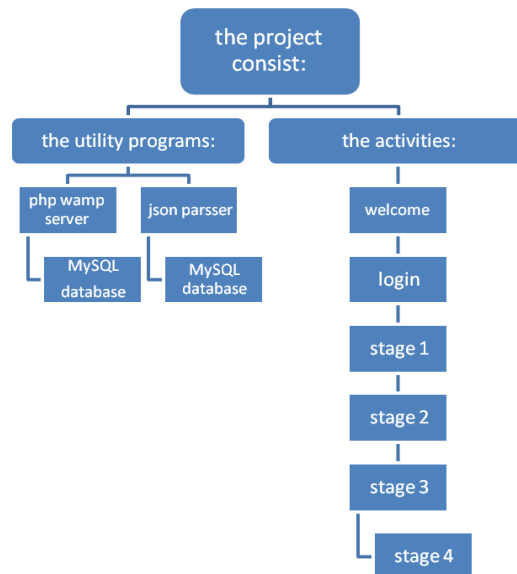 the project
consist:
the utility programs:
the activities:
php wamp
server
json parsser
welcome
MySQL
database
MySQL
database
login
stage 1
stage 2
stage 3
stage 4